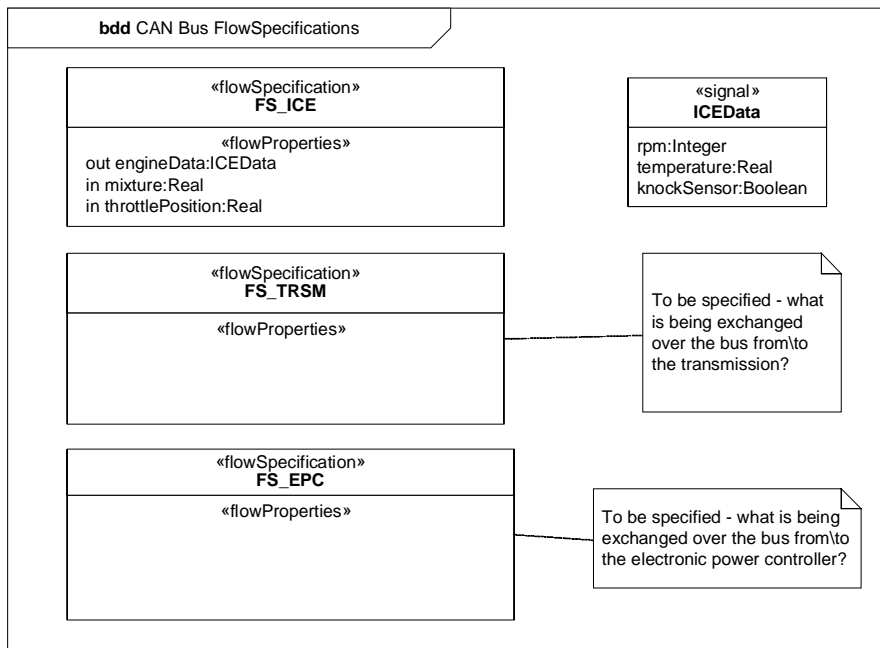 bdd CAN Bus FlowSpecifications
«flowSpecification»
FS_ICE
«flowProperties»
out engineData:ICEData
in mixture:Real
in throttlePosition:Real
«signal»
ICEData
rpm:Integer
temperature:Real
knockSensor:Boolean
«flowSpecification»
FS_TRSM
«flowProperties»
To be specified - what
is being exchanged
over the bus from\to
the transmission?
«flowSpecification»
FS_EPC
«flowProperties»
To be specified - what is being
exchanged over the bus from\to
the electronic power controller?